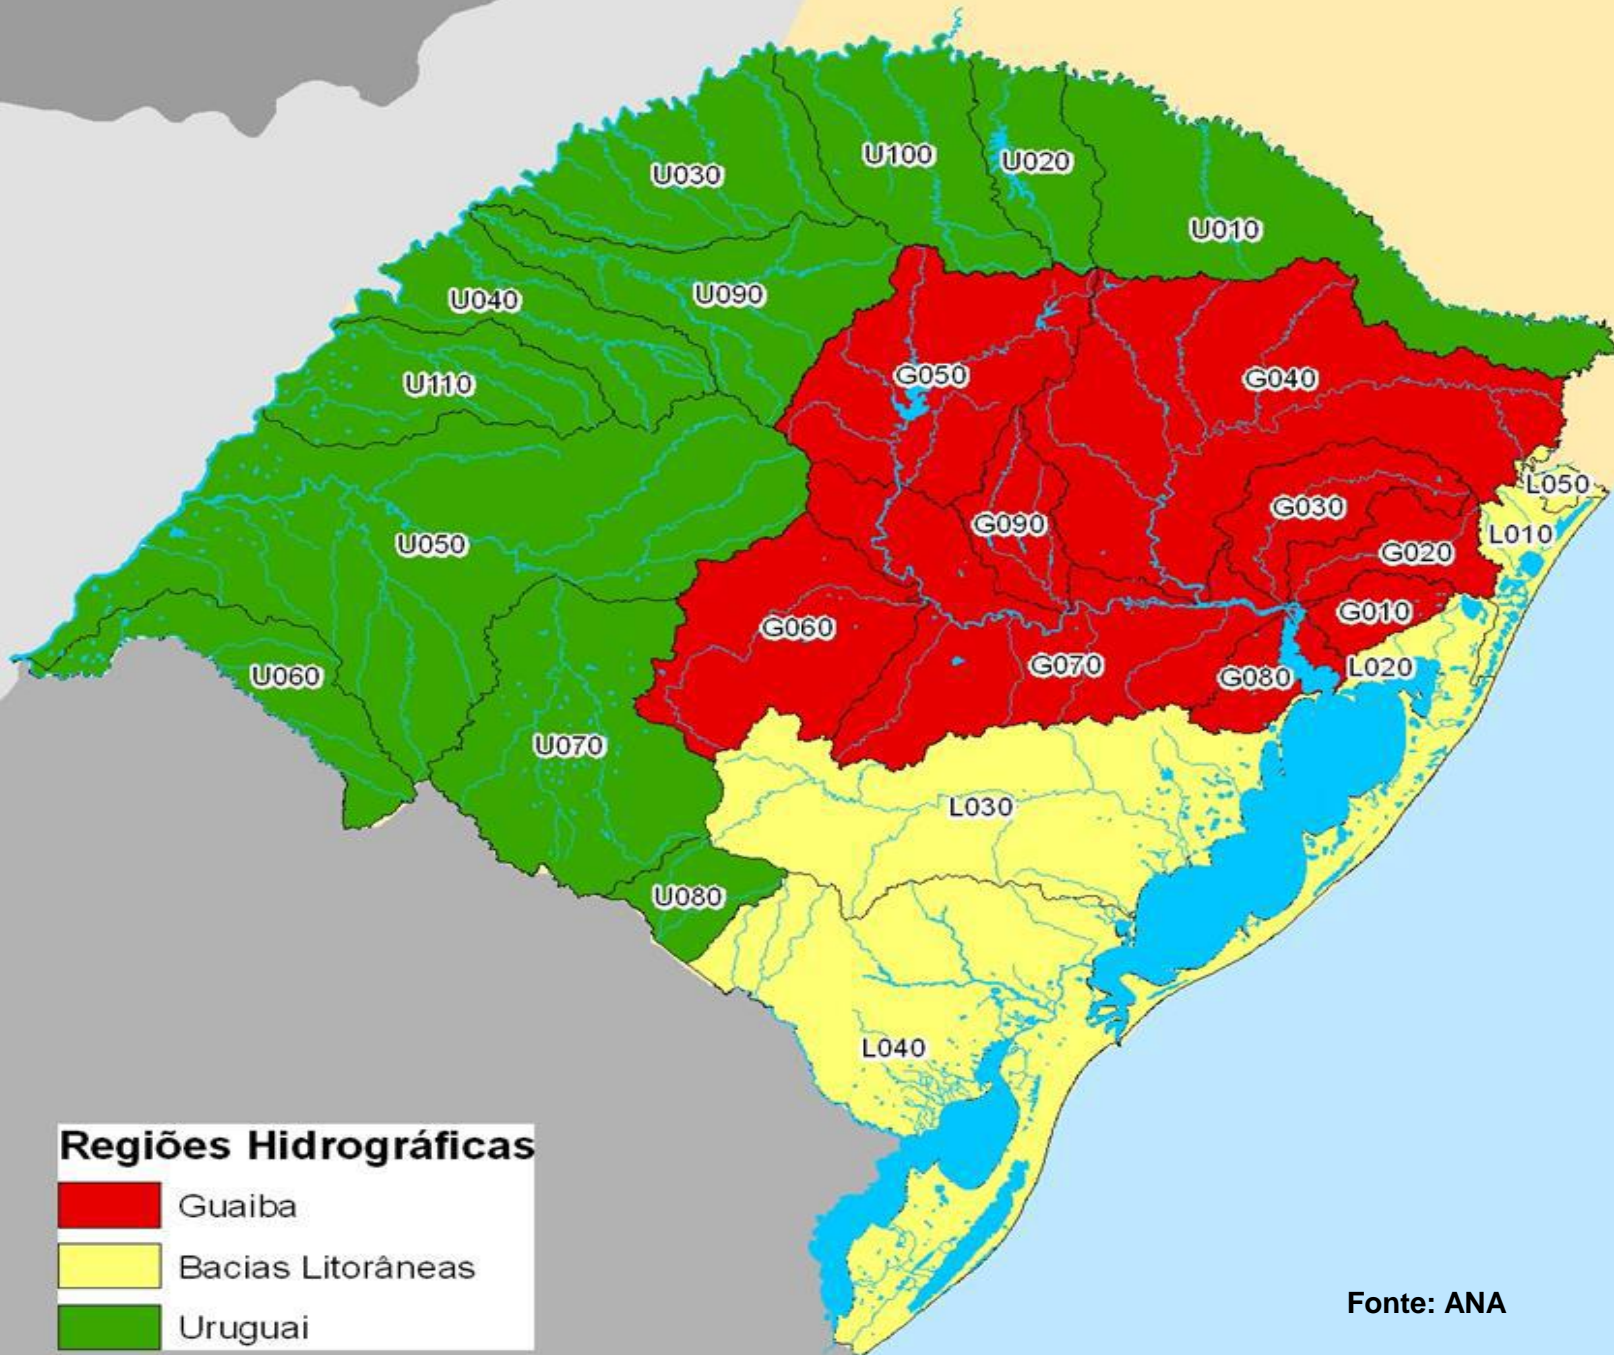 U100
U020
U030
U010
U090
U040
G050
G040
U110
L050
G030
G090
L010
U050
G020
G010
G060
G070
L020
U060
G080
U070
L030
U080
L040
Regiões Hidrográficas
Guaiba
Bacias Litorâneas
Uruguai
Fonte: ANA